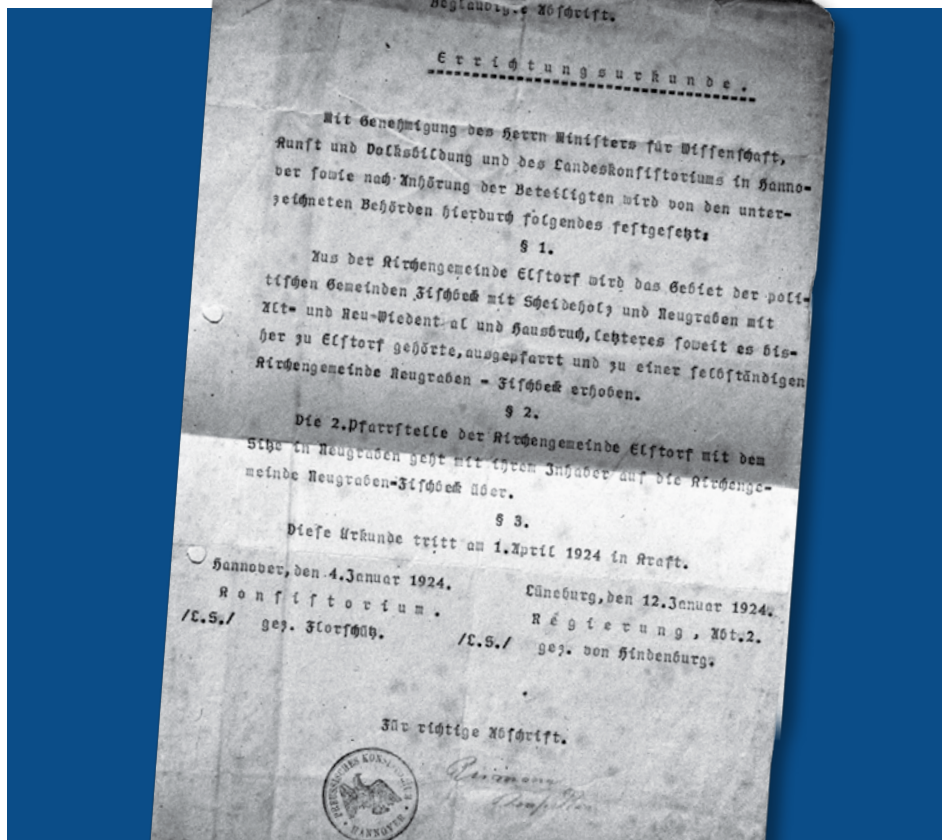 Beglaubigte Abschrift.
Errichtungsurkunde.
Mit Genehmigung des Herrn Ministers für Wissenschaft,
Kunst und Volksbildung und des Landeskonsistoriums in Hanno-
ver sowie nach Anhörung der Beteiligten wird von den unter-
zeichneten Behörden hierdurch folgendes festgesetzt:
§ 1.
Aus der Kirchengemeinde Elstorf wird das Gebiet der poli-
tischen Gemeinden Fischbek mit Scheideholz und Neugraben mit
Alt- und Neu-Wiedental und Hausbruch, letzteres soweit es bis-
her zu Elstorf gehörte, ausgepfarrt und zu einer selbständigen
Kirchengemeinde Neugraben - Fischbek erhoben.
§ 2.
Die 2. Pfarrstelle der Kirchengemeinde Elstorf mit dem
Sitze in Neugraben geht mit ihrem Inhaber auf die Kirchenge-
meinde Neugraben-Fischbek über.
§ 3.
Diese Urkunde tritt am 1. April 1924 in Kraft.
Hannover, den 4. Januar 1924.
Konsistorium.
/L.S./ gez. Florschütz.
Lüneburg, den 12. Januar 1924.
Regierung, Abt. 2.
/L.S./ gez. von Hindenburg.
Für richtige Abschrift.
PREUSSISCHES KONSISTORIUM
HANNOVER